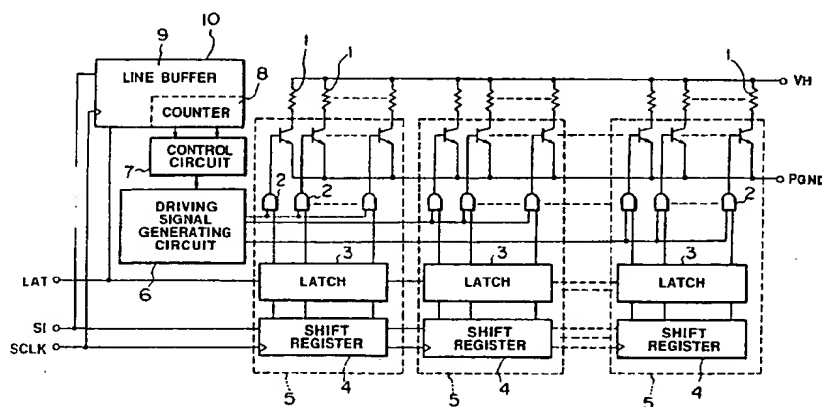 9
10
1
1
1
LINE BUFFER
8
COUNTER
VH
CONTROL
CIRCUIT
7
PGND
2
2
2
DRIVING
SIGNAL
GENERATING
CIRCUIT
6
3
3
3
LAT
LATCH
LATCH
LATCH
SI
SCLK
SHIFT
REGISTER
SHIFT
REGISTER
SHIFT
REGISTER
5
4
5
4
5
4